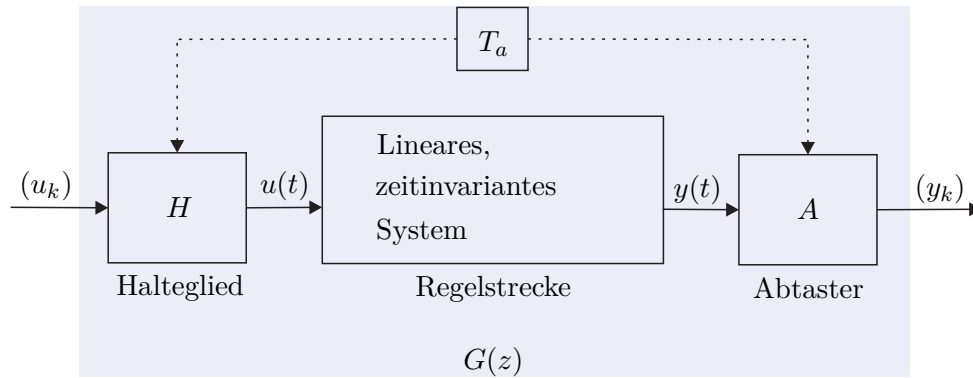 T_a
(u_k)
H
u(t)
Lineares,
zeitinvariantes
System
y(t)
A
(y_k)
Halteglied
Regelstrecke
Abtaster
G(z)